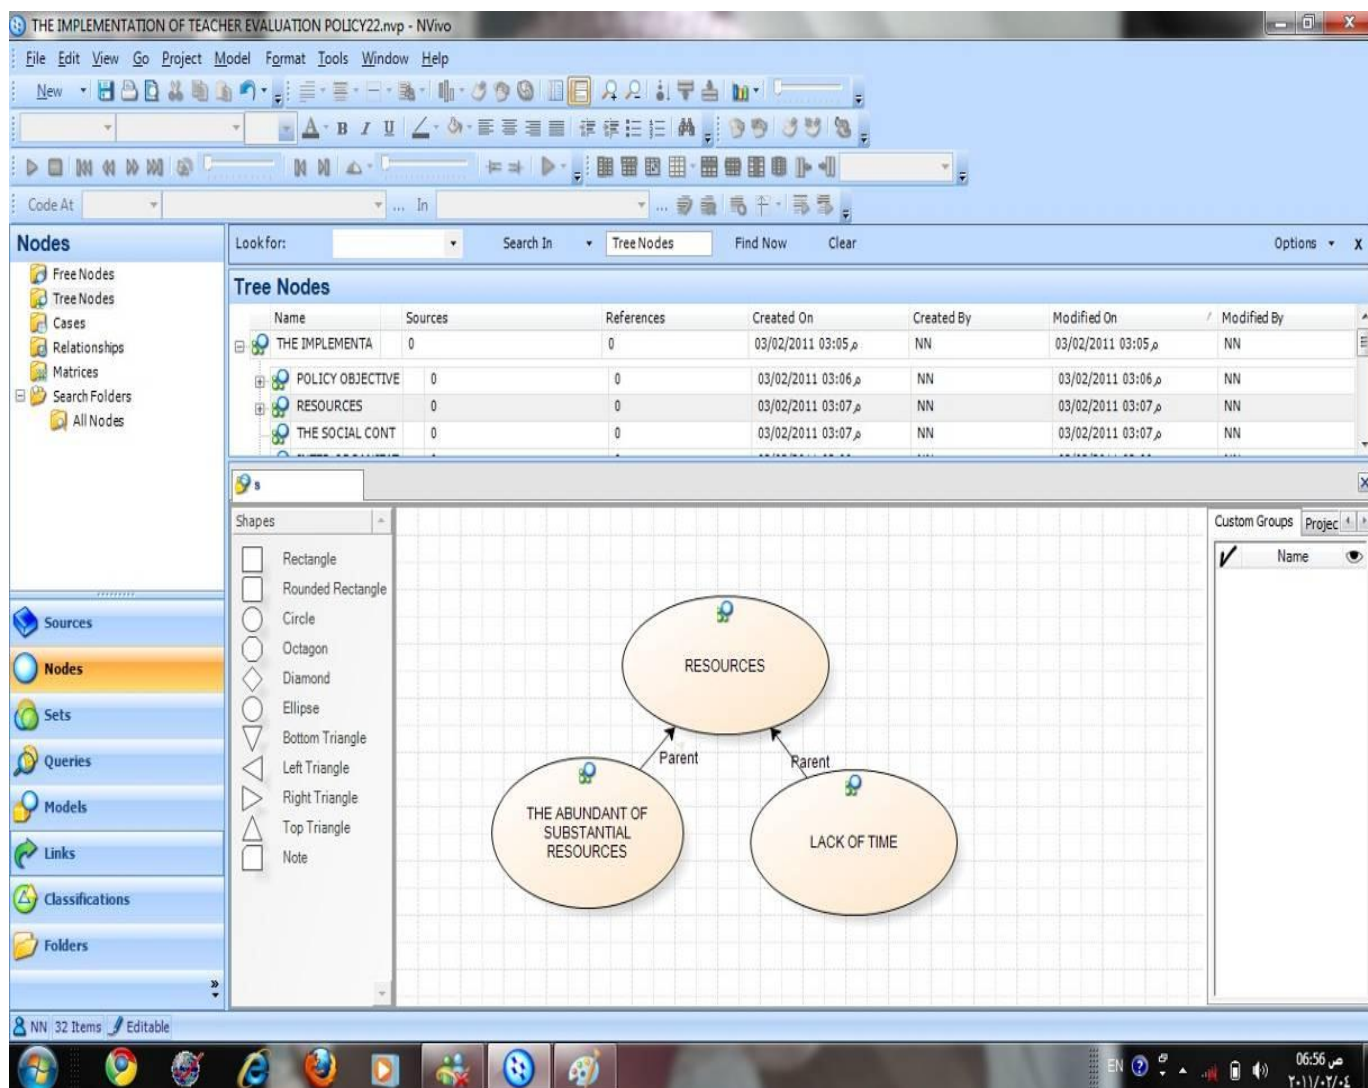 THE IMPLEMENTATION OF TEACHER EVALUATION POLICY22.nvp - NVivo
File Edit View Go Project Model Format Tools Window Help
New
Code At ... In ...
Nodes
Free Nodes
Tree Nodes
Cases
Relationships
Matrices
Search Folders
All Nodes
Look for: Search In Tree Nodes Find Now Clear Options x
Tree Nodes
Name Sources References Created On Created By Modified On Modified By
THE IMPLEMENTA 0 0 03/02/2011 03:05 م NN 03/02/2011 03:05 م NN
POLICY OBJECTIVE 0 0 03/02/2011 03:06 م NN 03/02/2011 03:06 م NN
RESOURCES 0 0 03/02/2011 03:07 م NN 03/02/2011 03:07 م NN
THE SOCIAL CONT 0 0 03/02/2011 03:07 م NN 03/02/2011 03:07 م NN
s
Shapes
Rectangle
Rounded Rectangle
Circle
Octagon
Diamond
Ellipse
Bottom Triangle
Left Triangle
Right Triangle
Top Triangle
Note
RESOURCES
Parent
Parent
THE ABUNDANT OF
SUBSTANTIAL
RESOURCES
LACK OF TIME
Custom Groups Projec
Name
Sources
Nodes
Sets
Queries
Models
Links
Classifications
Folders
NN 32 Items Editable
EN
06:56 ص
٢٠١١/٠٢/٠٤